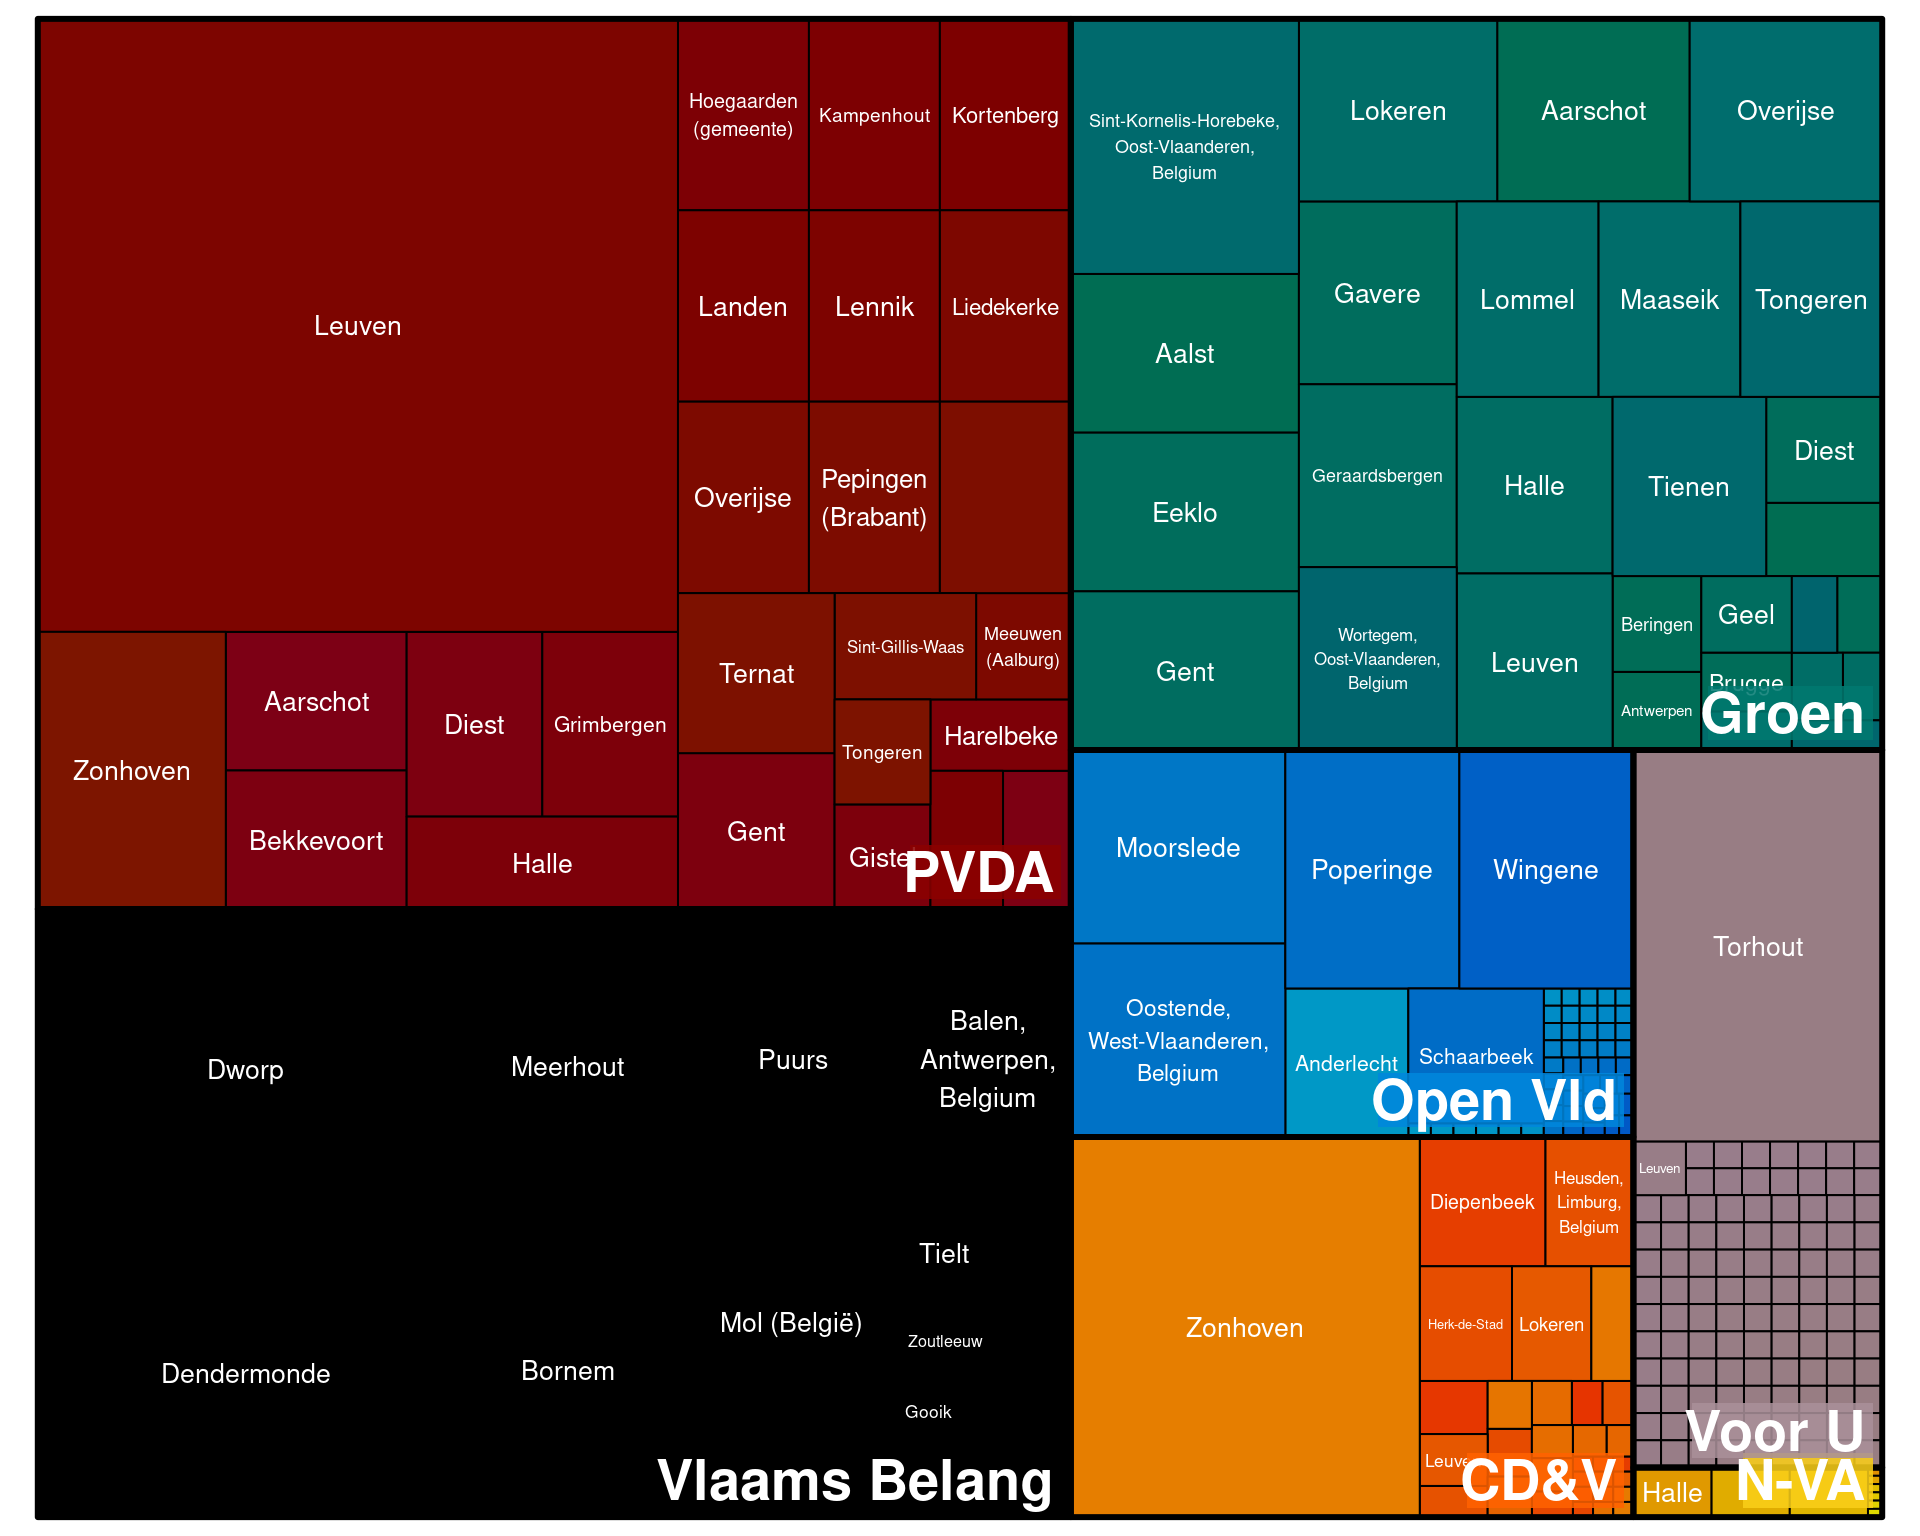 Leuven
Hoegaarden
(gemeente)
Kampenhout
Kortenberg
Landen
Lennik
Liedekerke
Overijse
Pepingen
(Brabant)
Zonhoven
Aarschot
Bekkevoort
Diest
Grimbergen
Halle
Ternat
Sint-Gillis-Waas
Meeuwen
(Aalburg)
Tongeren
Harelbeke
Gent
Gistel
PVDA
Sint-Kornelis-Horebeke,
Oost-Vlaanderen,
Belgium
Lokeren
Aarschot
Overijse
Aalst
Gavere
Lommel
Maaseik
Tongeren
Eeklo
Geraardsbergen
Halle
Tienen
Diest
Gent
Wortegem,
Oost-Vlaanderen,
Belgium
Leuven
Beringen
Geel
Antwerpen
Brugge
Groen
Dworp
Meerhout
Puurs
Balen,
Antwerpen,
Belgium
Dendermonde
Bornem
Mol (België)
Tielt
Zoutleeuw
Gooik
Vlaams Belang
Moorslede
Poperinge
Wingene
Oostende,
West-Vlaanderen,
Belgium
Anderlecht
Schaarbeek
Open Vld
Zonhoven
Diepenbeek
Heusden,
Limburg,
Belgium
Herk-de-Stad
Lokeren
Leuven
CD&V
Torhout
Leuven
Voor U
Halle
N-VA